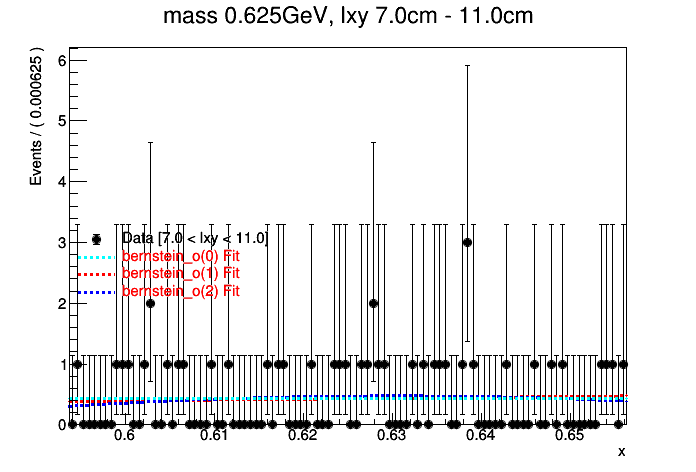 mass 0.625GeV, lxy 7.0cm - 11.0cm
Events / ( 0.000625 )
6
5
4
3
2
1
0
Data [7.0 < lxy < 11.0]
bernstein_o(0) Fit
bernstein_o(1) Fit
bernstein_o(2) Fit
0.6 0.61 0.62 0.63 0.64 0.65
x